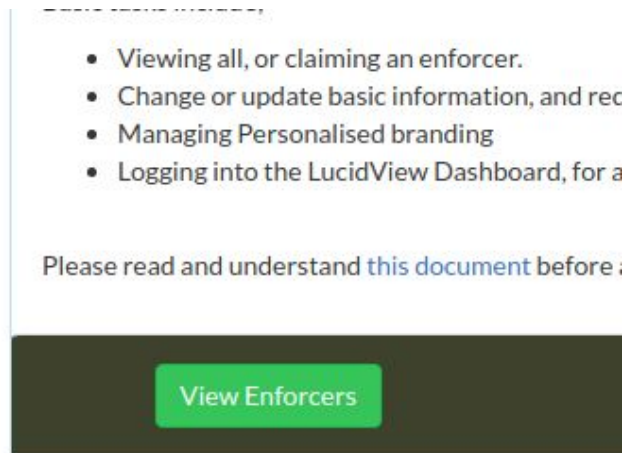 Viewing all, or claiming an enforcer.
Change or update basic information, and
Managing Personalised branding
Logging into the LucidView Dashboard, for
Please read and understand this document before
View Enforcers